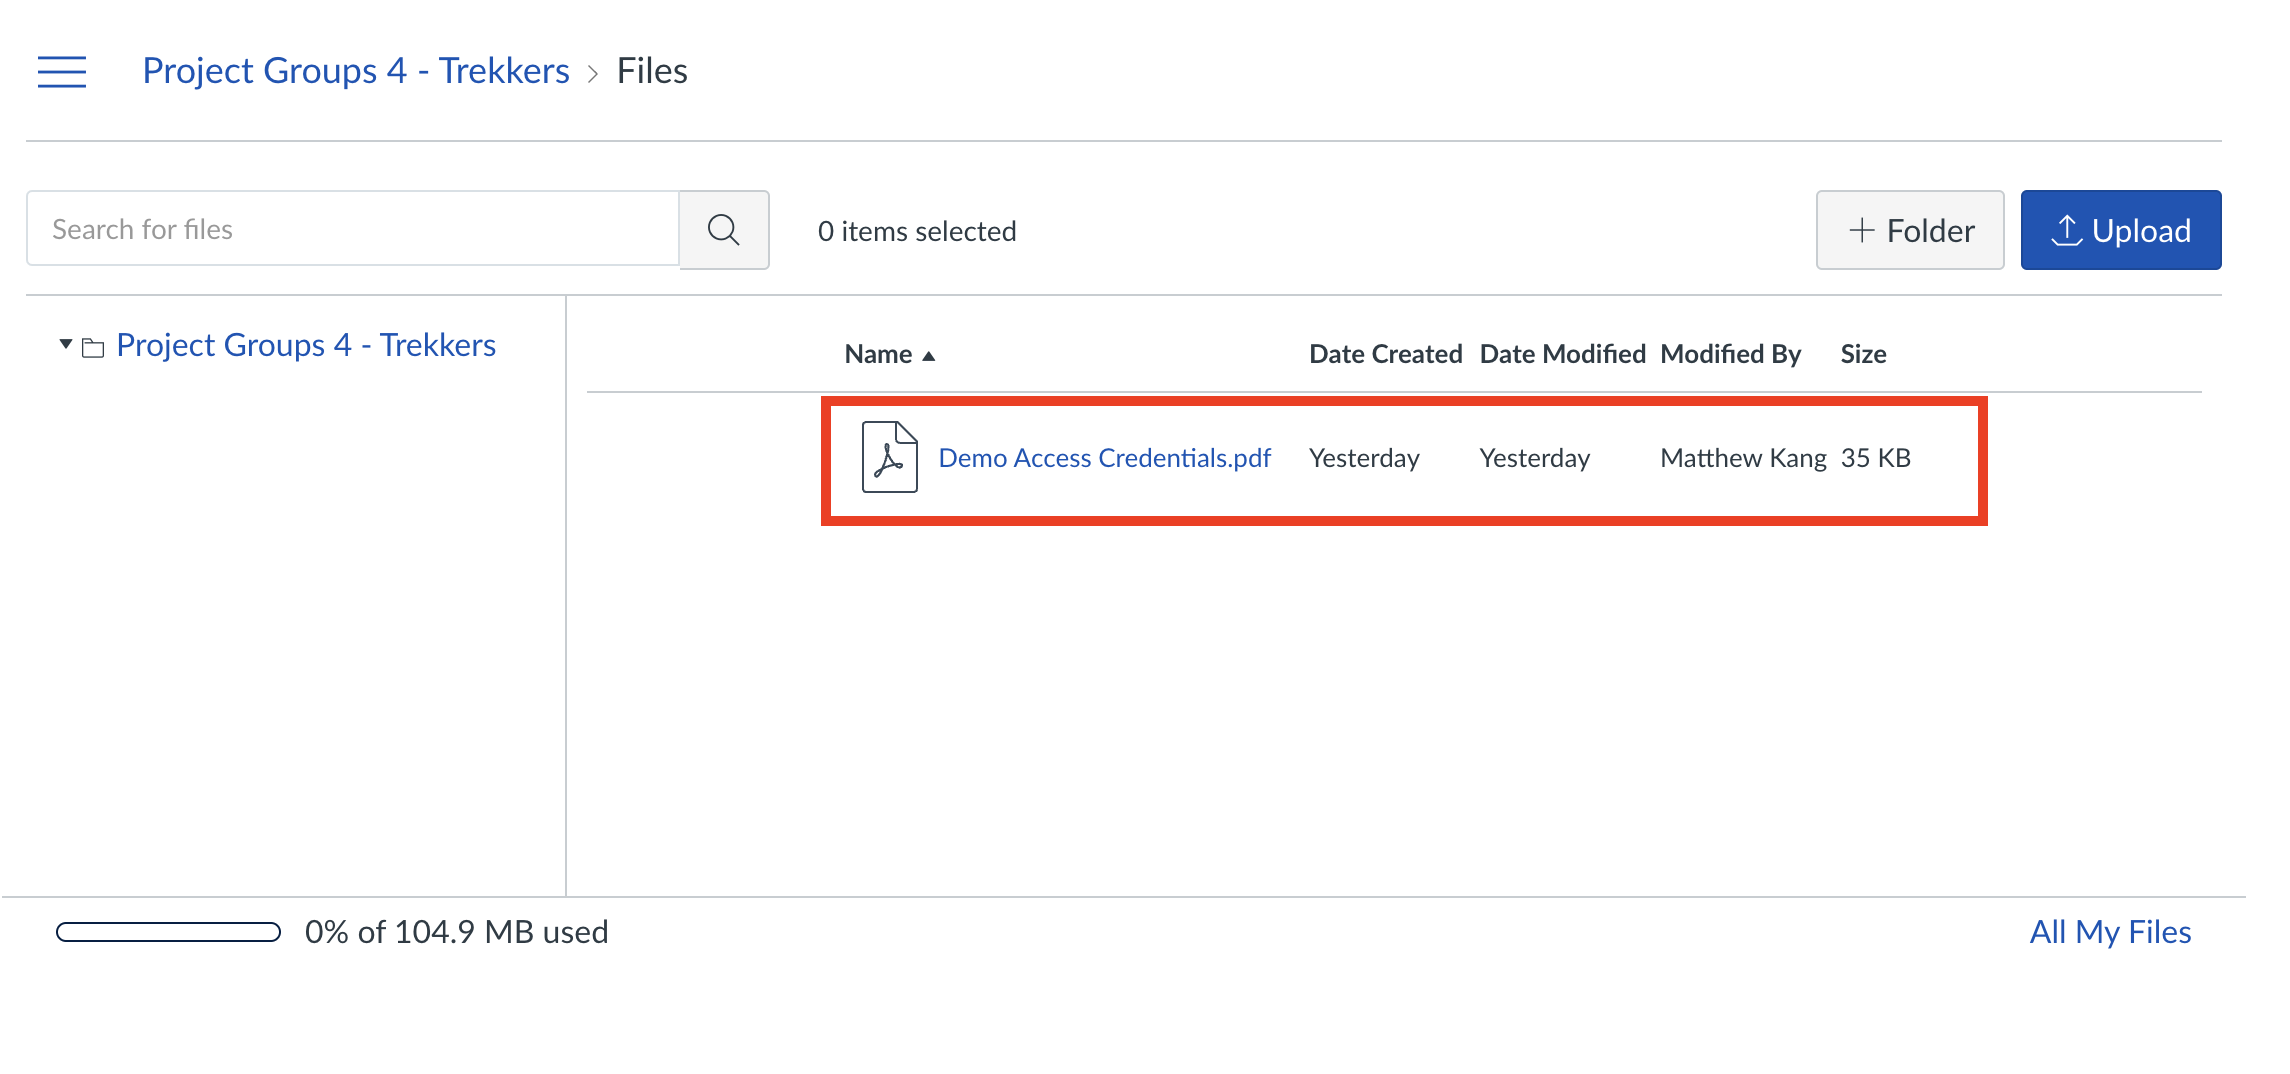 Project Groups 4 - Trekkers > Files
Search for files
0 items selected
+ Folder
Upload
Project Groups 4 - Trekkers
Name Date Created Date Modified Modified By Size
Demo Access Credentials.pdf Yesterday Yesterday Matthew Kang 35 KB
0% of 104.9 MB used
All My Files